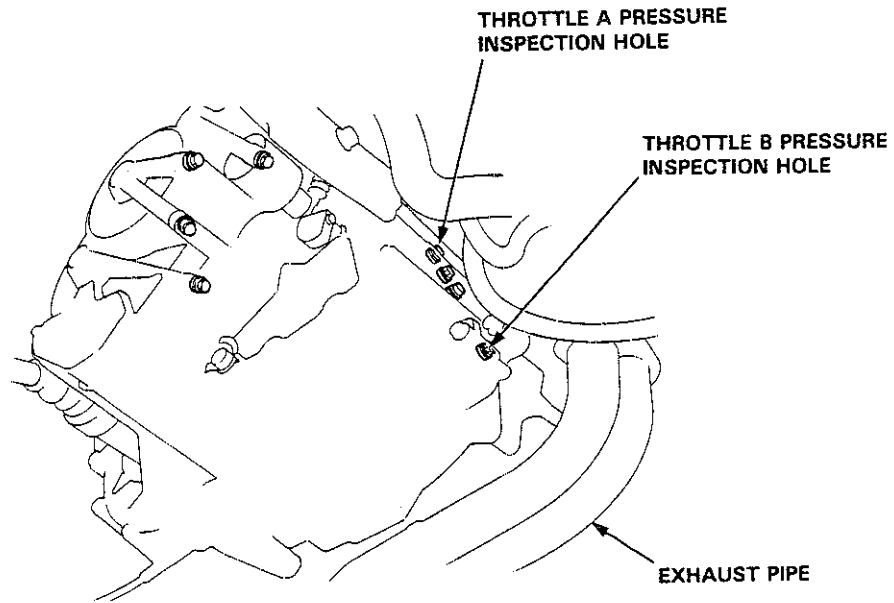 THROTTLE A PRESSURE
INSPECTION HOLE
THROTTLE B PRESSURE
INSPECTION HOLE
EXHAUST PIPE